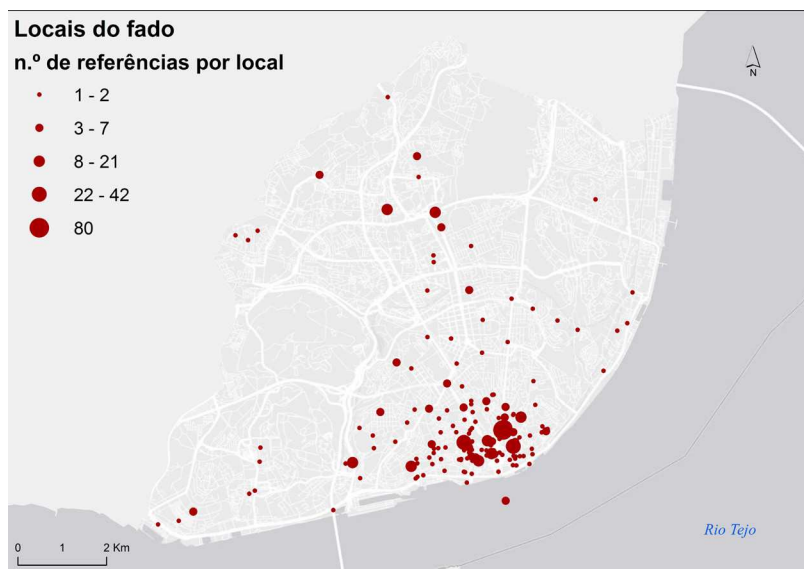 Locais do fado
n.º de referências por local
1 - 2
3 - 7
8 - 21
22 - 42
80
N
Rio Tejo
0 1 2 Km